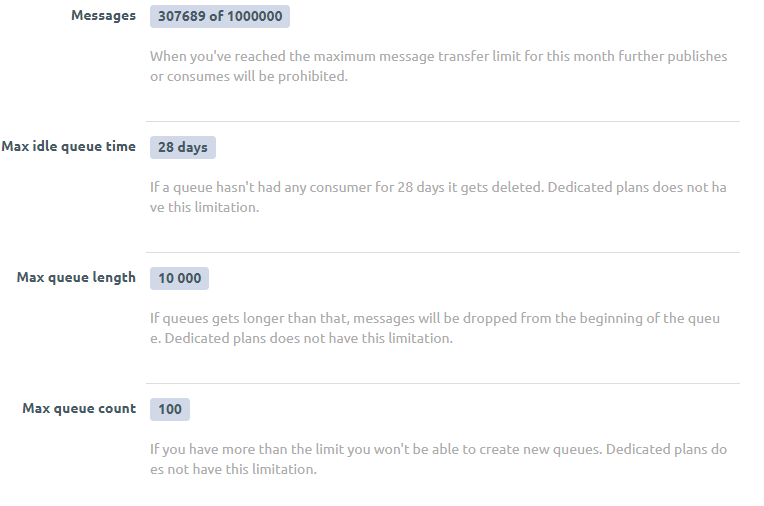 Messages 307689 of 1000000
When you've reached the maximum message transfer limit for this month further publishes
or consumes will be prohibited.
Max idle queue time 28 days
If a queue hasn't had any consumer for 28 days it gets deleted. Dedicated plans does not ha
ve this limitation.
Max queue length 10 000
If queues gets longer than that, messages will be dropped from the beginning of the queu
e. Dedicated plans does not have this limitation.
Max queue count 100
If you have more than the limit you won't be able to create new queues. Dedicated plans do
es not have this limitation.